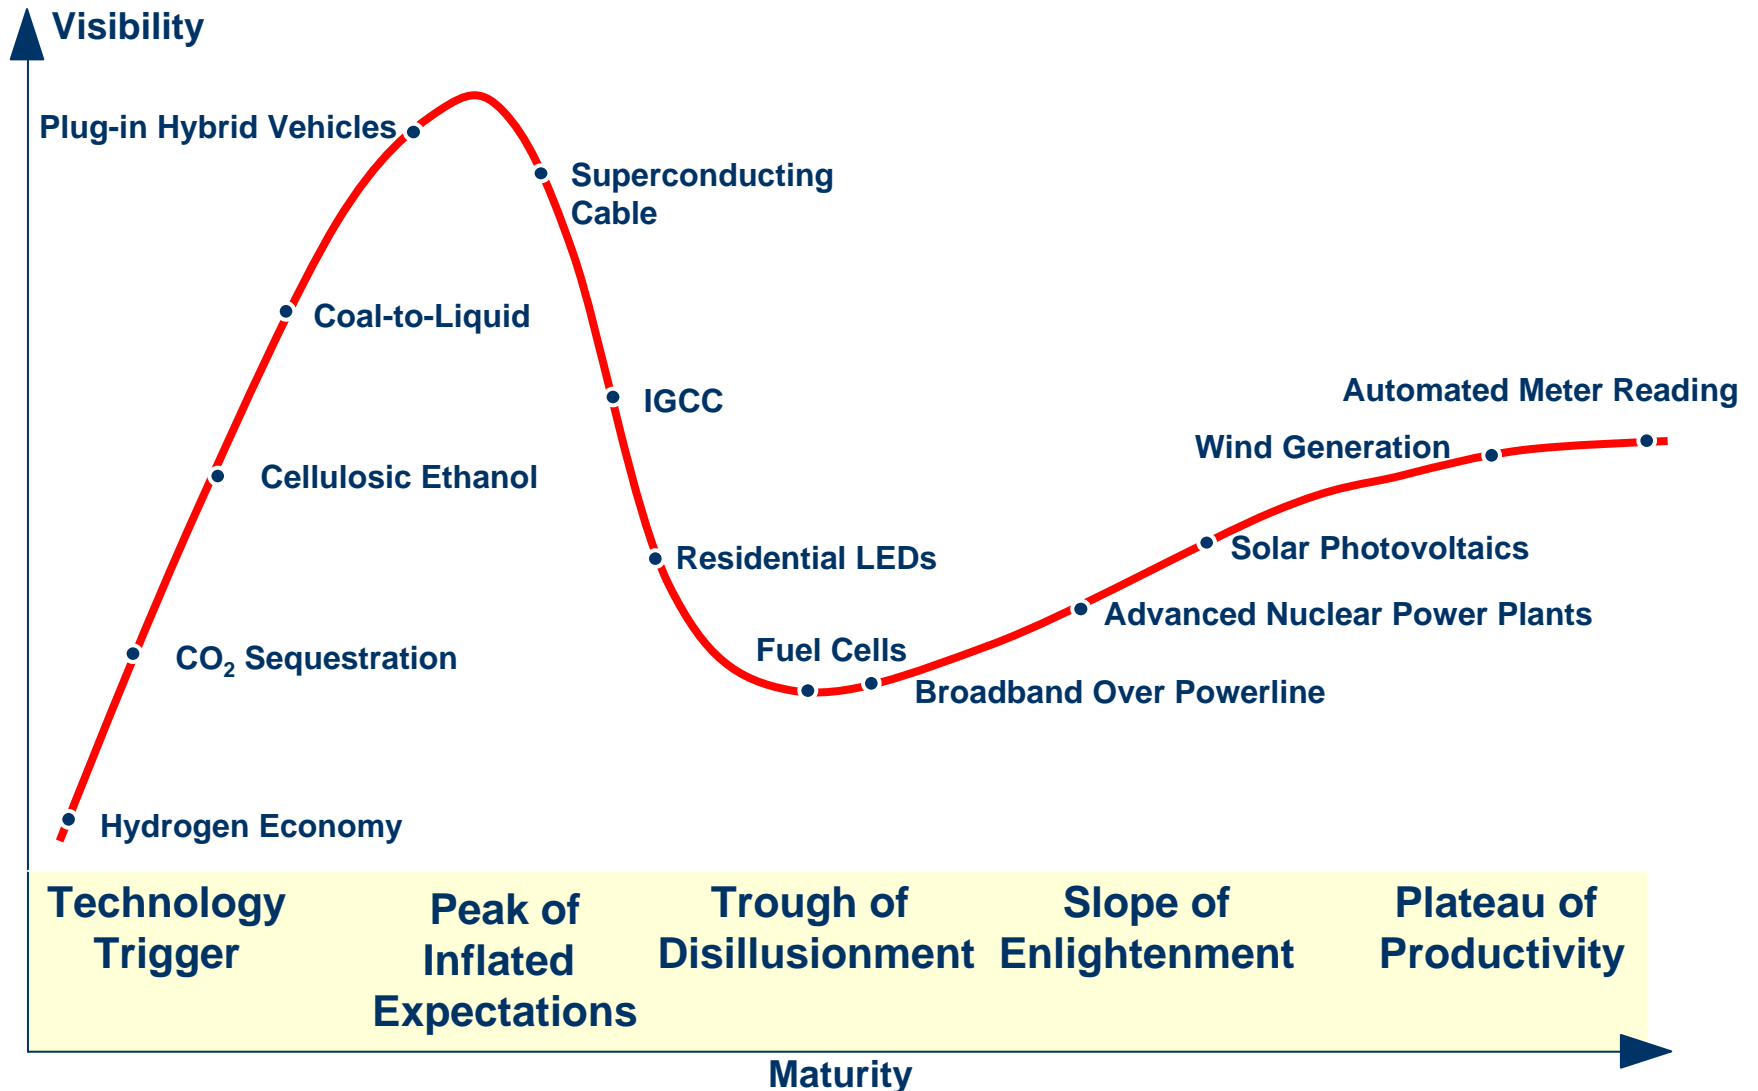 Visibility
Plug-in Hybrid Vehicles
Superconducting
Cable
Coal-to-Liquid
IGCC
Automated Meter Reading
Wind Generation
Cellulosic Ethanol
Residential LEDs
Solar Photovoltaics
Advanced Nuclear Power Plants
Fuel Cells
CO₂ Sequestration
Broadband Over Powerline
Hydrogen Economy
Technology
Trigger
Peak of
Inflated
Expectations
Trough of
Disillusionment
Slope of
Enlightenment
Plateau of
Productivity
Maturity